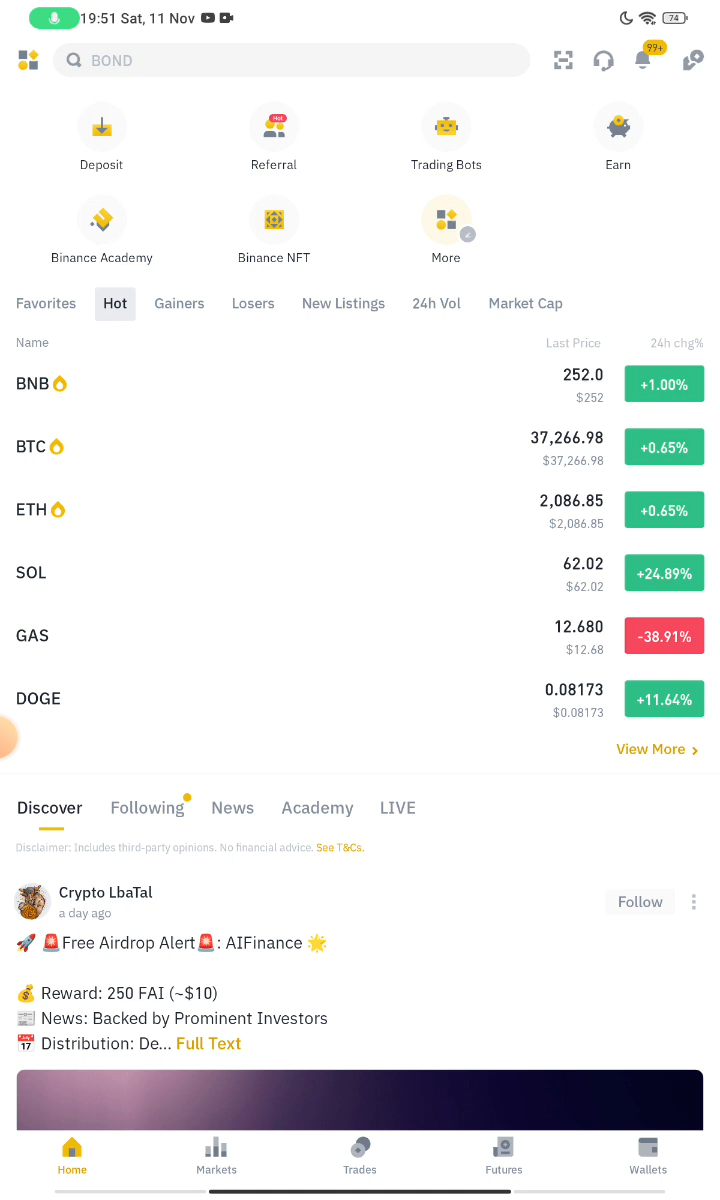 19:51 Sat, 11 Nov
74
BOND
99+
Hot
Deposit
Referral
Trading Bots
Earn
Binance Academy
Binance NFT
More
Favorites Hot Gainers Losers New Listings 24h Vol Market Cap
Name Last Price 24h chg%
BNB 252.0 +1.00%
$252
BTC 37,266.98 +0.65%
$37,266.98
ETH 2,086.85 +0.65%
$2,086.85
SOL 62.02 +24.89%
$62.02
GAS 12.680 -38.91%
$12.68
DOGE 0.08173 +11.64%
$0.08173
View More >
Discover Following News Academy LIVE
Disclaimer: Includes third-party opinions. No financial advice. See T&Cs.
Crypto LbaTal
a day ago
Follow
🚀 🚨Free Airdrop Alert🚨: AIFinance 🌟
💰 Reward: 250 FAI (~$10)
📰 News: Backed by Prominent Investors
📅 Distribution: De... Full Text
Home Markets Trades Futures Wallets